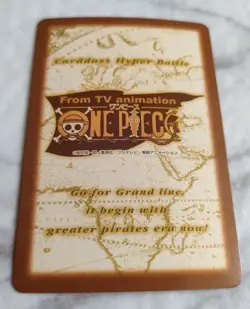 Carddass Hyper Battle
From TV animation
ワンピース
ONE PIECE
Go for Grand line,
it begin with
greater pirates era now!